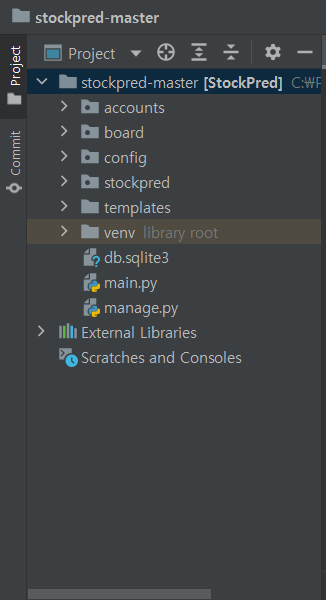 stockpred-master
Project
stockpred-master [StockPred] C:₩P
accounts
board
config
stockpred
templates
venv library root
db.sqlite3
main.py
manage.py
External Libraries
Scratches and Consoles
Project
Commit